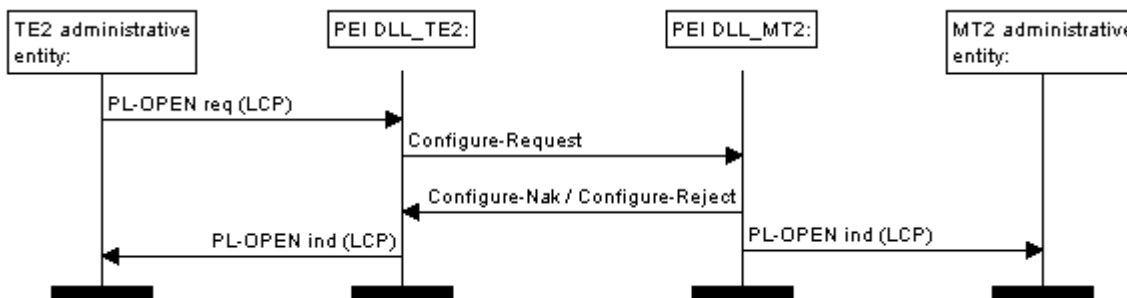 TE2 administrative
entity:
PEI DLL_TE2:
PEI DLL_MT2:
MT2 administrative
entity:
PL-OPEN req (LCP)
Configure-Request
Configure-Nak / Configure-Reject
PL-OPEN ind (LCP)
PL-OPEN ind (LCP)